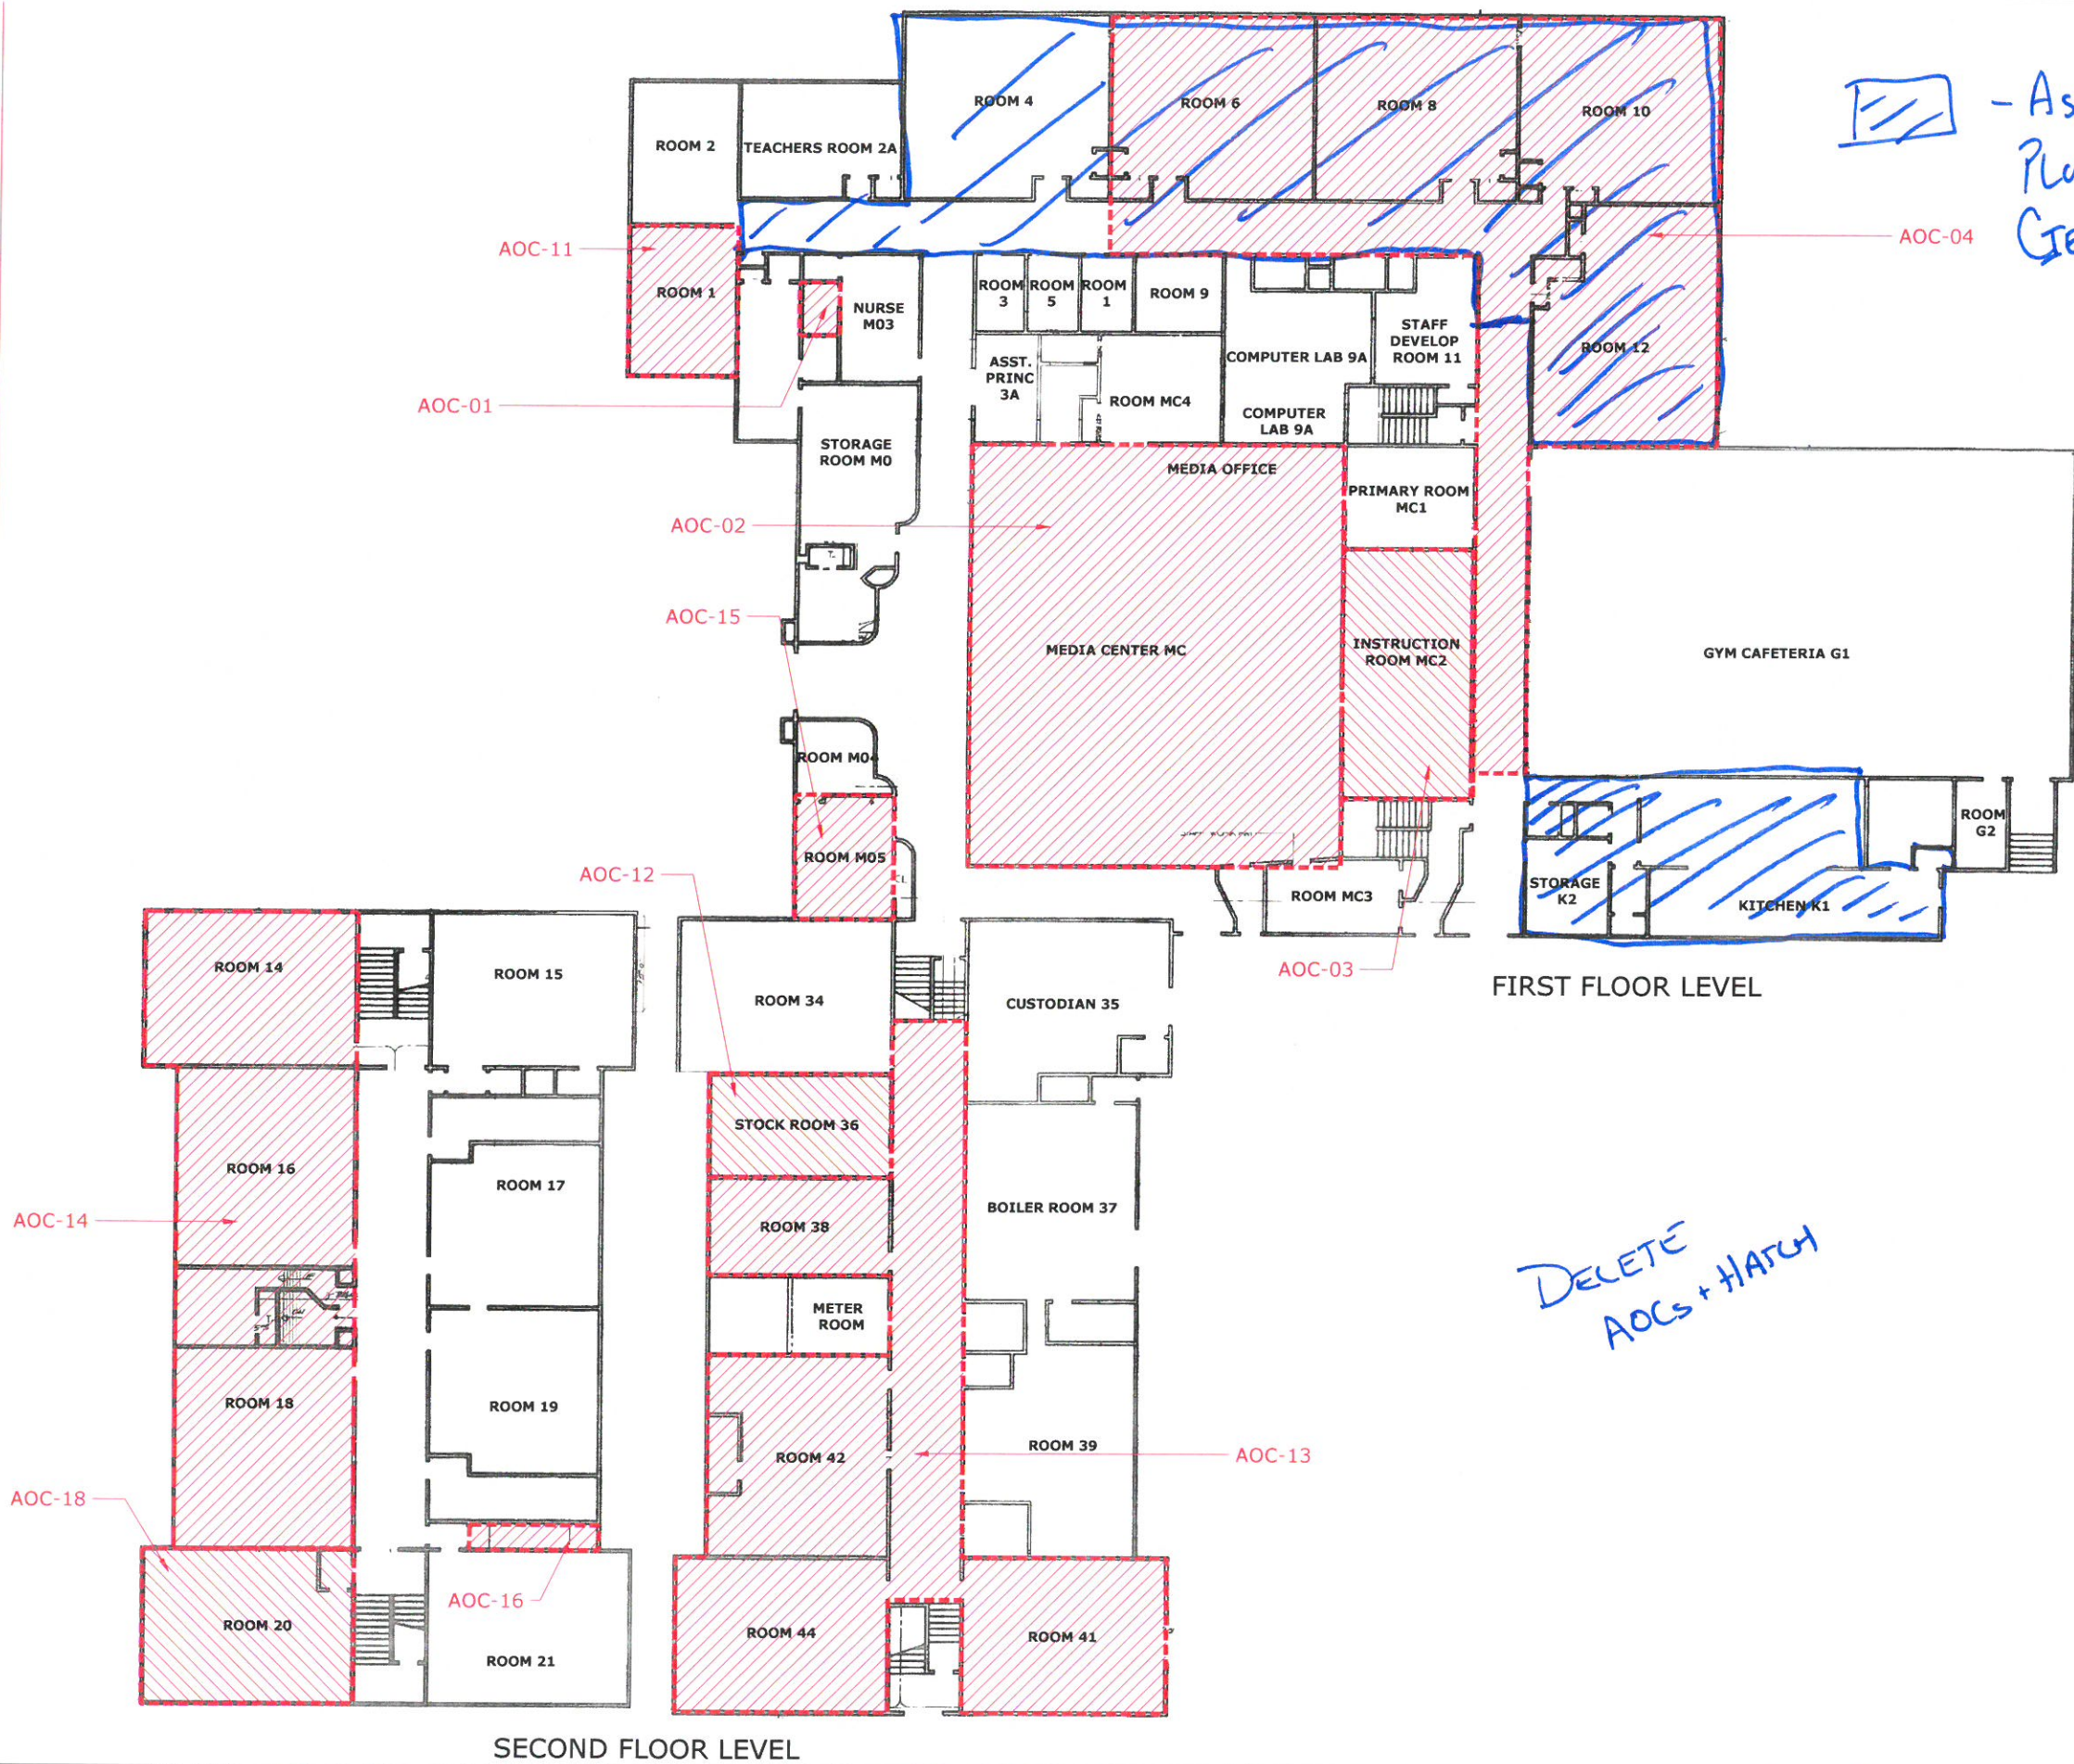 ROOM 4
ROOM 6
ROOM 8
ROOM 10
- As
ROOM 2
TEACHERS ROOM 2A
AOC-11
AOC-04
ROOM 1
NURSE
M03
ROOM
3
ROOM
5
ROOM
1
ROOM 9
STAFF
DEVELOP
ROOM 11
ROOM 12
COMPUTER LAB 9A
ASST.
PRINC
3A
ROOM MC4
AOC-01
COMPUTER
LAB 9A
STORAGE
ROOM M0
MEDIA OFFICE
PRIMARY ROOM
MC1
AOC-02
AOC-15
MEDIA CENTER MC
INSTRUCTION
ROOM MC2
GYM CAFETERIA G1
ROOM M04
ROOM
G2
ROOM M05
CL
AOC-12
STORAGE
K2
ROOM MC3
KITCHEN K1
AOC-03
FIRST FLOOR LEVEL
ROOM 14
ROOM 15
ROOM 34
CUSTODIAN 35
STOCK ROOM 36
ROOM 16
ROOM 17
AOC-14
ROOM 38
BOILER ROOM 37
DELETE
AOCs + HATCH
METER
ROOM
ROOM 18
ROOM 19
ROOM 42
ROOM 39
AOC-13
AOC-18
AOC-16
ROOM 20
ROOM 21
ROOM 44
ROOM 41
SECOND FLOOR LEVEL